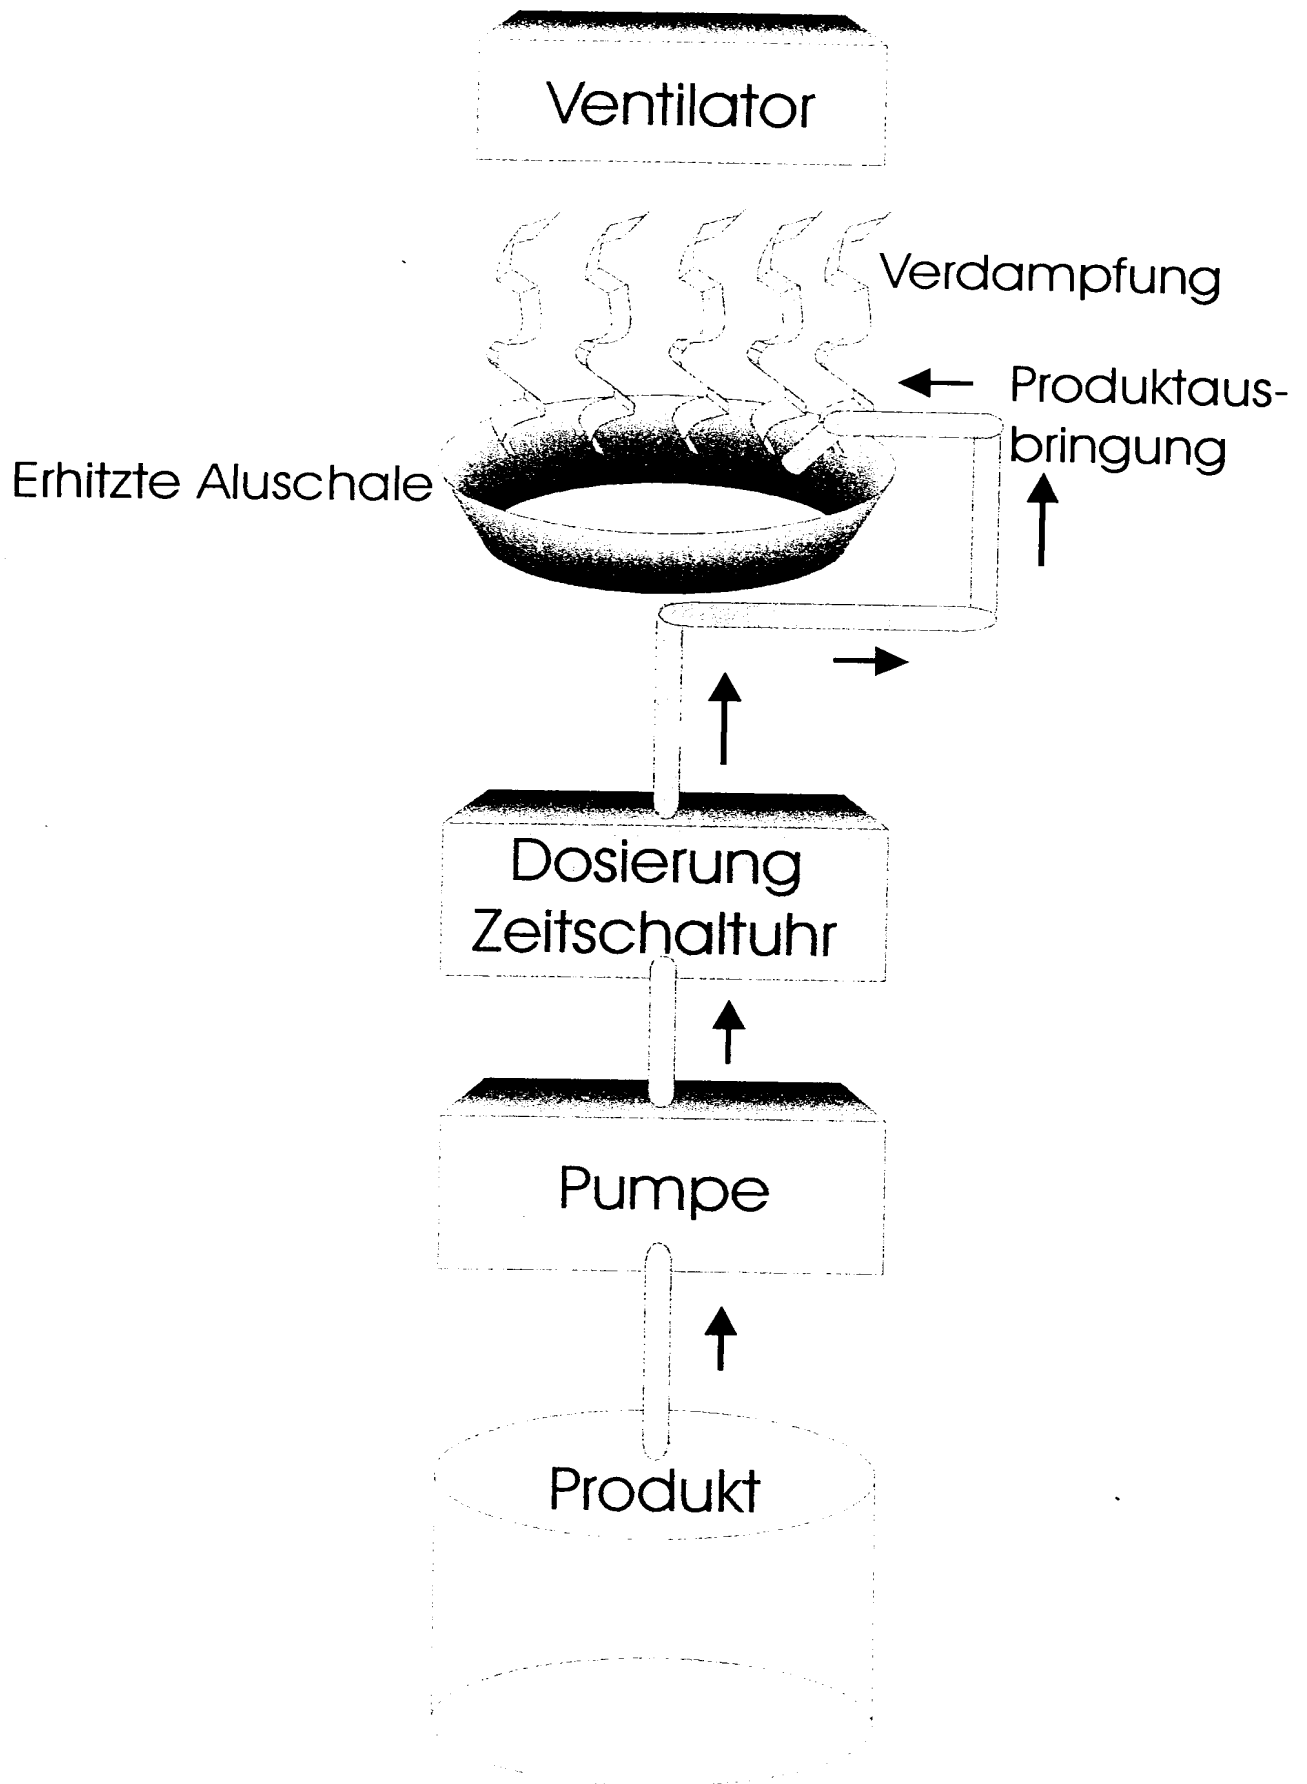 Ventilator
Verdampfung
Produktaus-
bringung
Erhitzte Aluschale
Dosierung
Zeitschaltuhr
Pumpe
Produkt